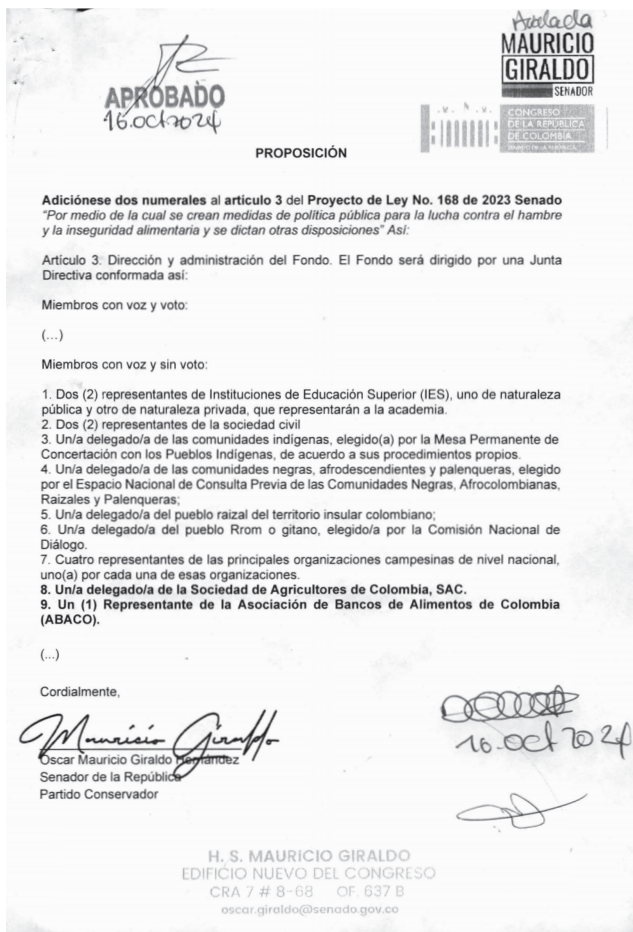 Avalada
MAURICIO
GIRALDO
SENADOR
APROBADO
16.oct 2024
CONGRESO
DE LA REPÚBLICA
DE COLOMBIA
PROPOSICIÓN
Adiciónese dos numerales al artículo 3 del Proyecto de Ley No. 168 de 2023 Senado
“Por medio de la cual se crean medidas de política pública para la lucha contra el hambre
y la inseguridad alimentaria y se dictan otras disposiciones” Así:
Artículo 3. Dirección y administración del Fondo. El Fondo será dirigido por una Junta
Directiva conformada así:
Miembros con voz y voto:
(...)
Miembros con voz y sin voto:
1. Dos (2) representantes de Instituciones de Educación Superior (IES), uno de naturaleza
pública y otro de naturaleza privada, que representarán a la academia.
2. Dos (2) representantes de la sociedad civil
3. Un/a delegado/a de las comunidades indígenas, elegido(a) por la Mesa Permanente de
Concertación con los Pueblos Indígenas, de acuerdo a sus procedimientos propios.
4. Un/a delegado/a de las comunidades negras, afrodescendientes y palenqueras, elegido
por el Espacio Nacional de Consulta Previa de las Comunidades Negras, Afrocolombianas,
Raizales y Palenqueras;
5. Un/a delegado/a del pueblo raizal del territorio insular colombiano;
6. Un/a delegado/a del pueblo Rrom o gitano, elegido/a por la Comisión Nacional de
Diálogo.
7. Cuatro representantes de las principales organizaciones campesinas de nivel nacional,
uno(a) por cada una de esas organizaciones.
8. Un/a delegado/a de la Sociedad de Agricultores de Colombia, SAC.
9. Un (1) Representante de la Asociación de Bancos de Alimentos de Colombia
(ABACO).
(...)
Cordialmente,
Mauricio Giraldo
Oscar Mauricio Giraldo Hernández
Senador de la República
Partido Conservador
16.oct 2024
H. S. MAURICIO GIRALDO
EDIFICIO NUEVO DEL CONGRESO
CRA 7 # 8-68 OF. 637 B
oscar.giraldo@senado.gov.co